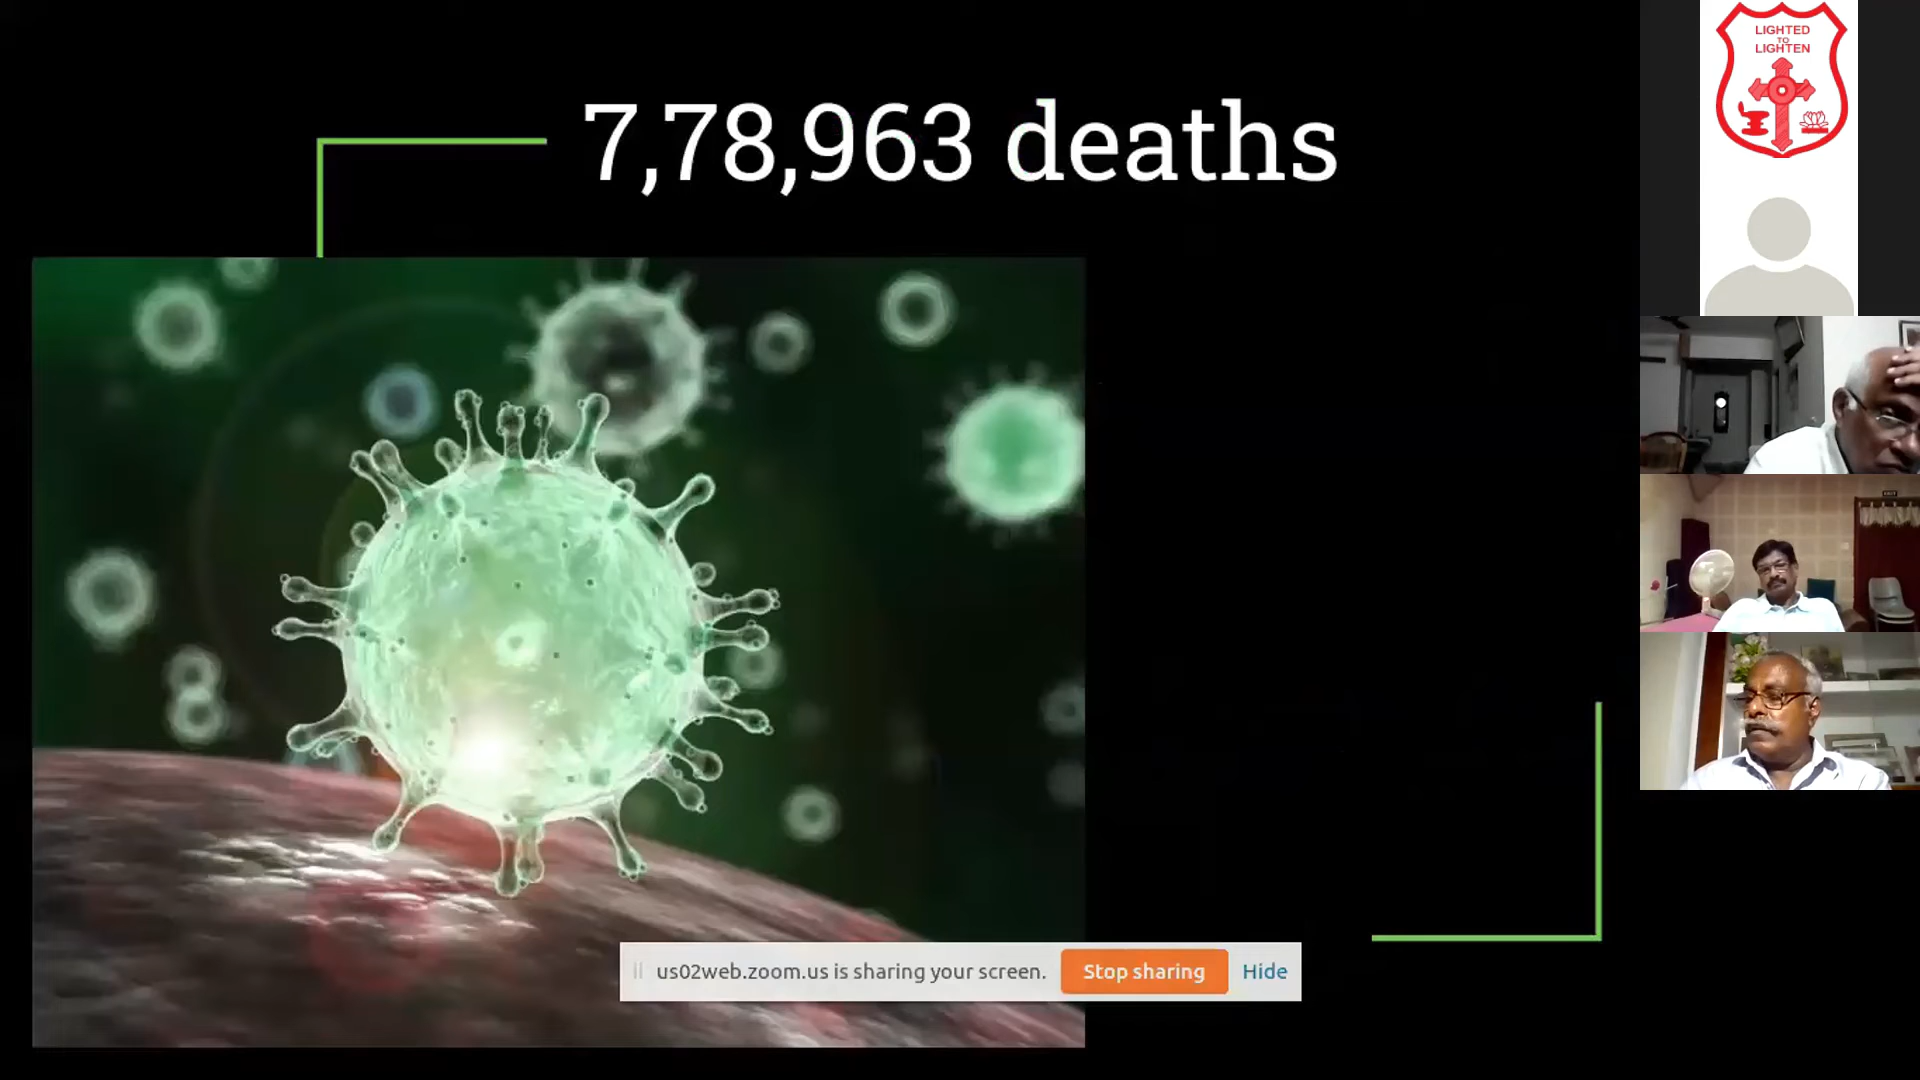 7,78,963 deaths
LIGHTED
TO
LIGHTEN
us02web.zoom.us is sharing your screen.
Stop sharing
Hide